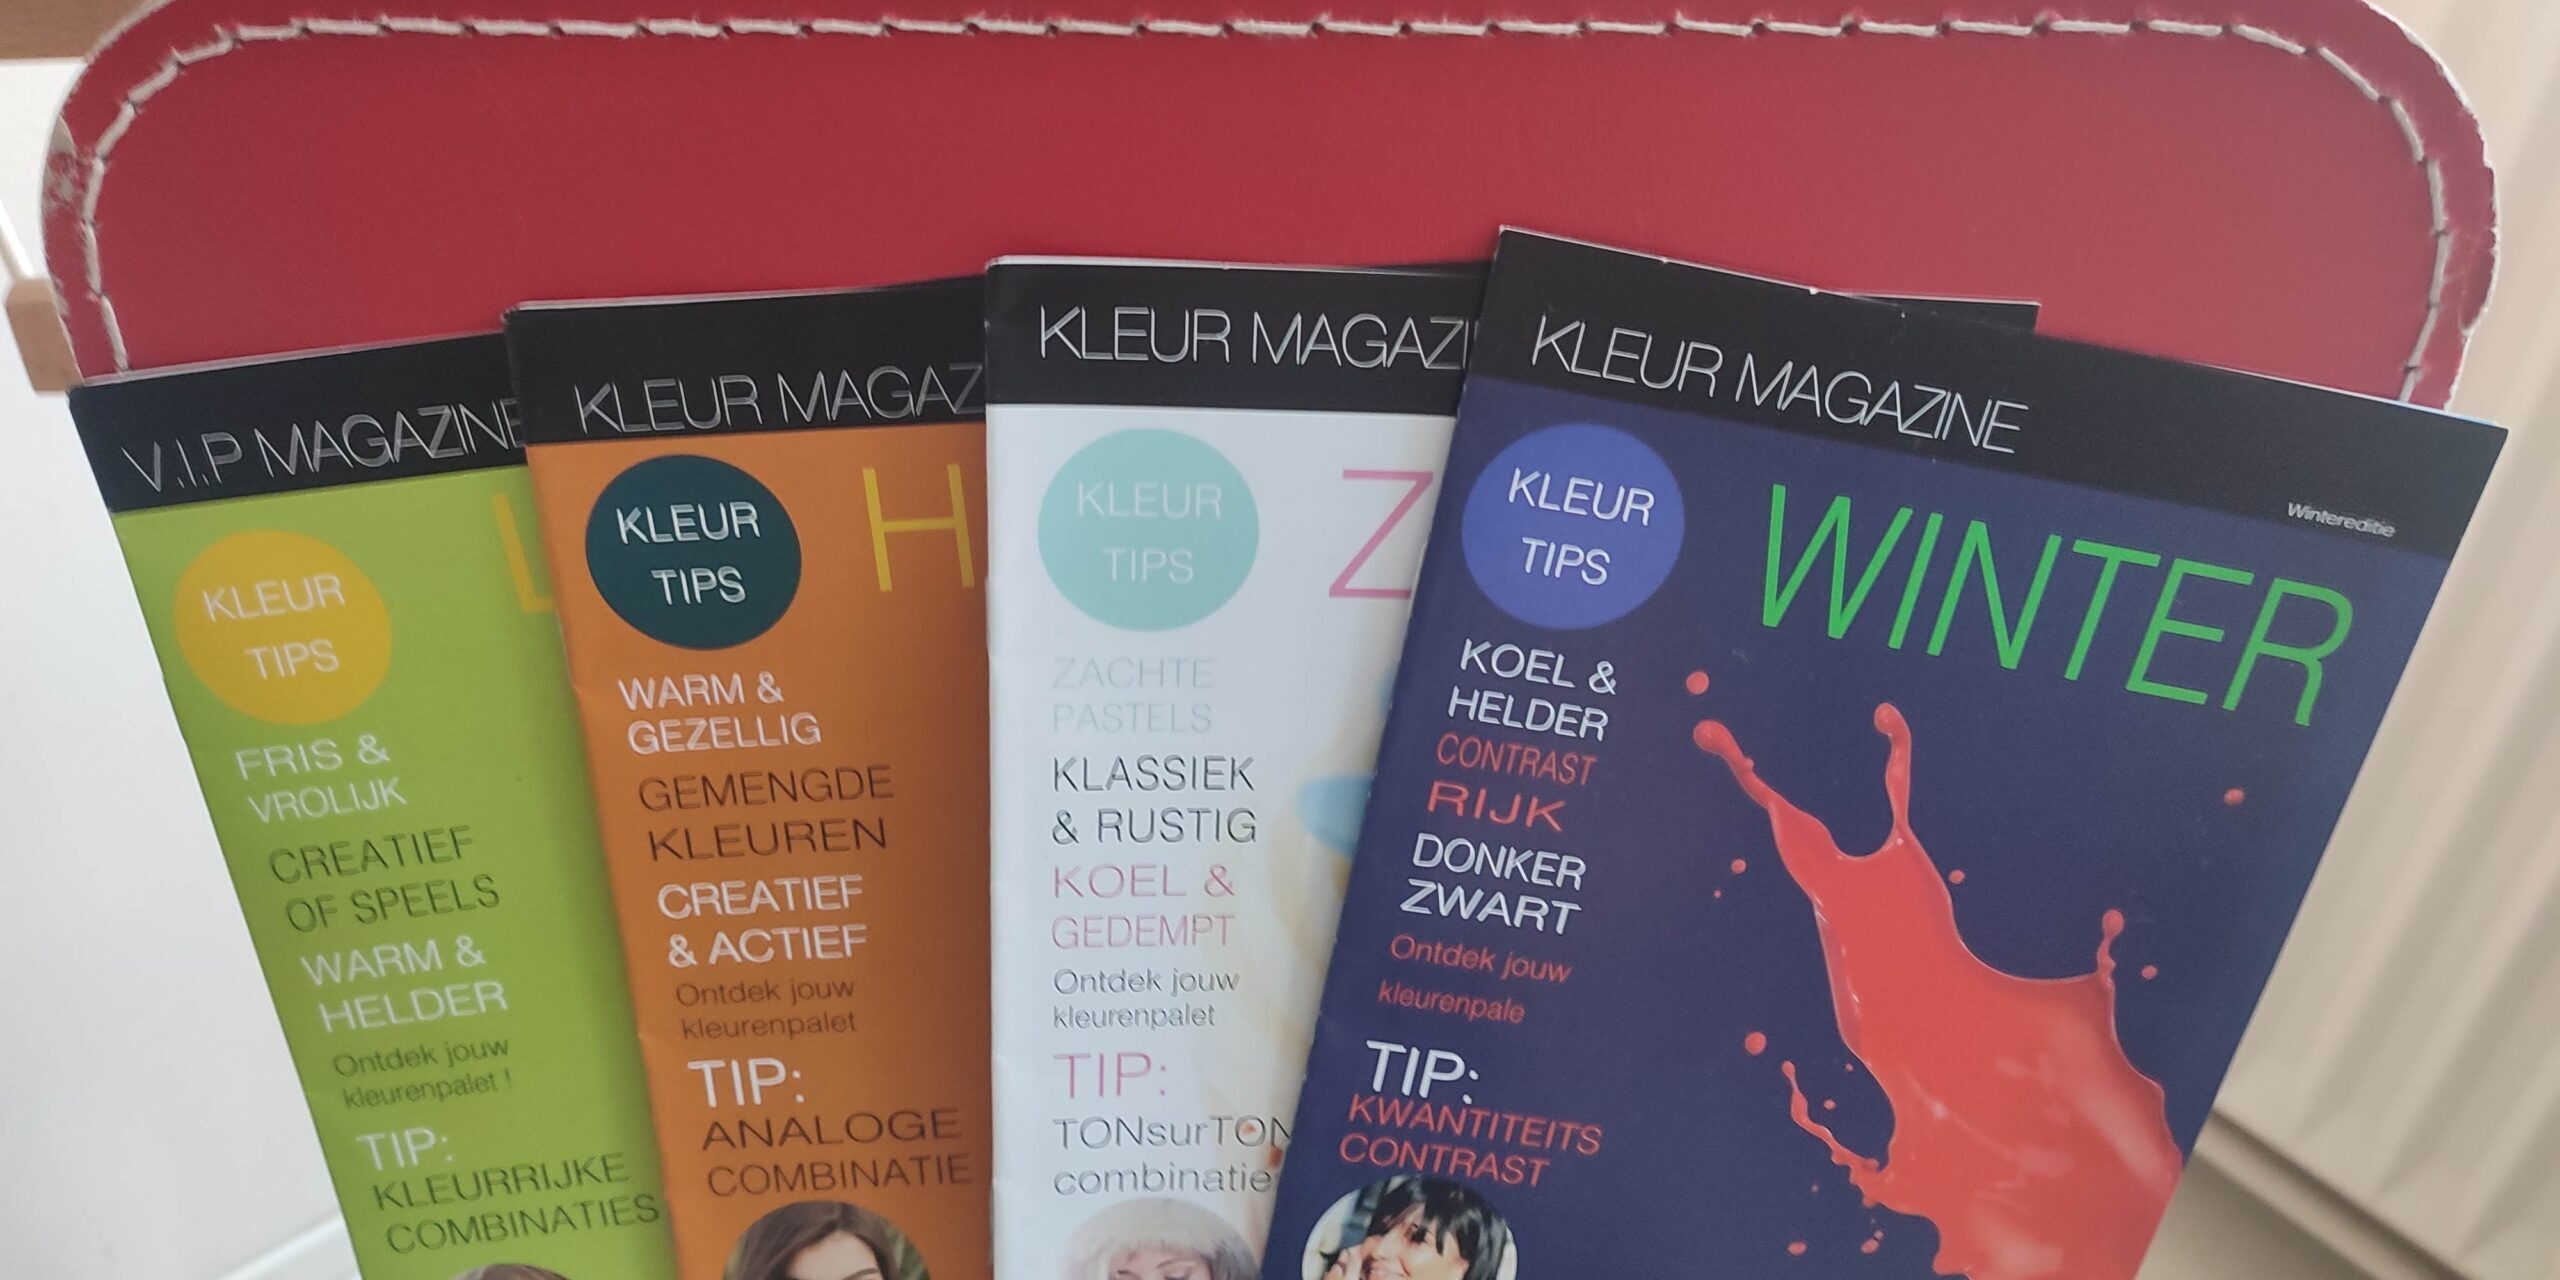 V.I.P MAGAZINE
L
KLEUR
TIPS
FRIS &
VROLIJK
CREATIEF
OF SPEELS
WARM &
HELDER
Ontdek jouw
kleurenpalet !
TIP:
KLEURRIJKE
COMBINATIES
KLEUR MAGAZ
H
KLEUR
TIPS
WARM &
GEZELLIG
GEMENGDE
KLEUREN
CREATIEF
& ACTIEF
Ontdek jouw
kleurenpalet
TIP:
ANALOGE
COMBINATIE
KLEUR MAGAZI
Z
KLEUR
TIPS
ZACHTE
PASTELS
KLASSIEK
& RUSTIG
KOEL &
GEDEMPT
Ontdek jouw
kleurenpalet
TIP:
TONsurTON
combinatie
KLEUR MAGAZINE
Wintereditie
WINTER
KLEUR
TIPS
KOEL &
HELDER
CONTRAST
RIJK
DONKER
ZWART
Ontdek jouw
kleurenpale
TIP:
KWANTITEITS
CONTRAST